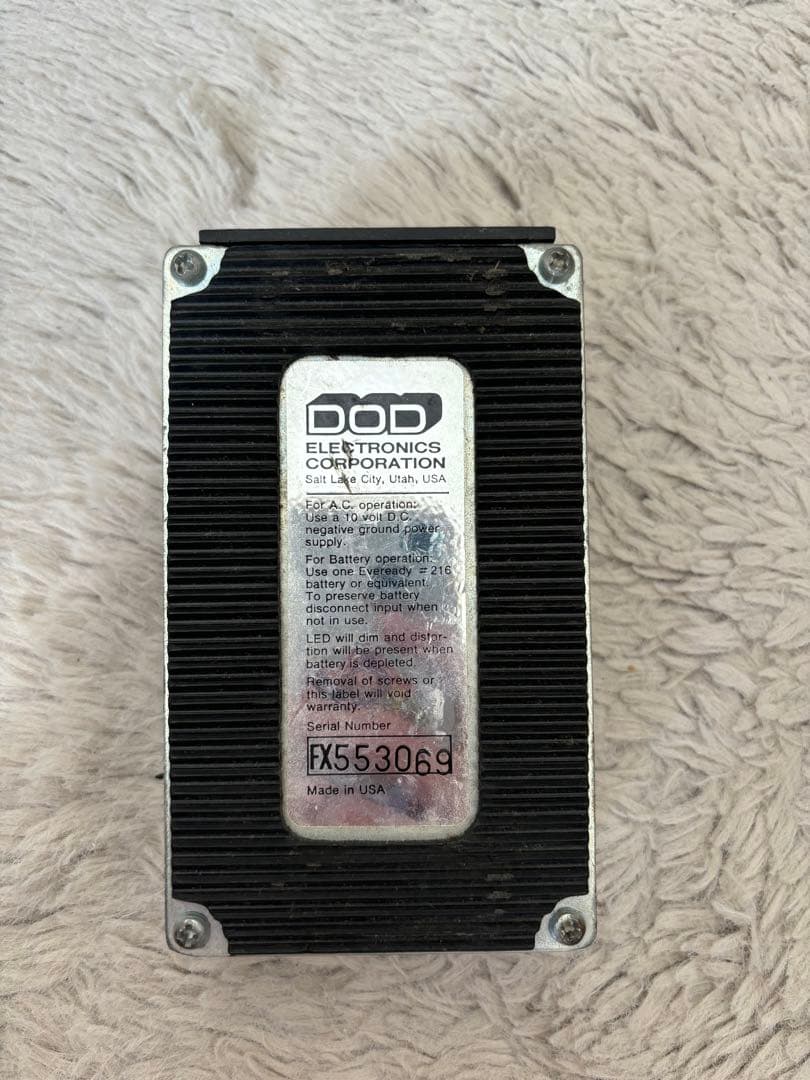 DOD
ELECTRONICS
CORPORATION
Salt Lake City, Utah, USA
For A.C. operation:
Use a 10 volt D.C.
negative ground power
supply.
For Battery operation:
Use one Eveready #216
battery or equivalent.
To preserve battery
disconnect input when
not in use.
LED will dim and distor-
tion will be present when
battery is depleted.
Removal of screws or
this label will void
warranty.
Serial Number
FX553069
Made in USA